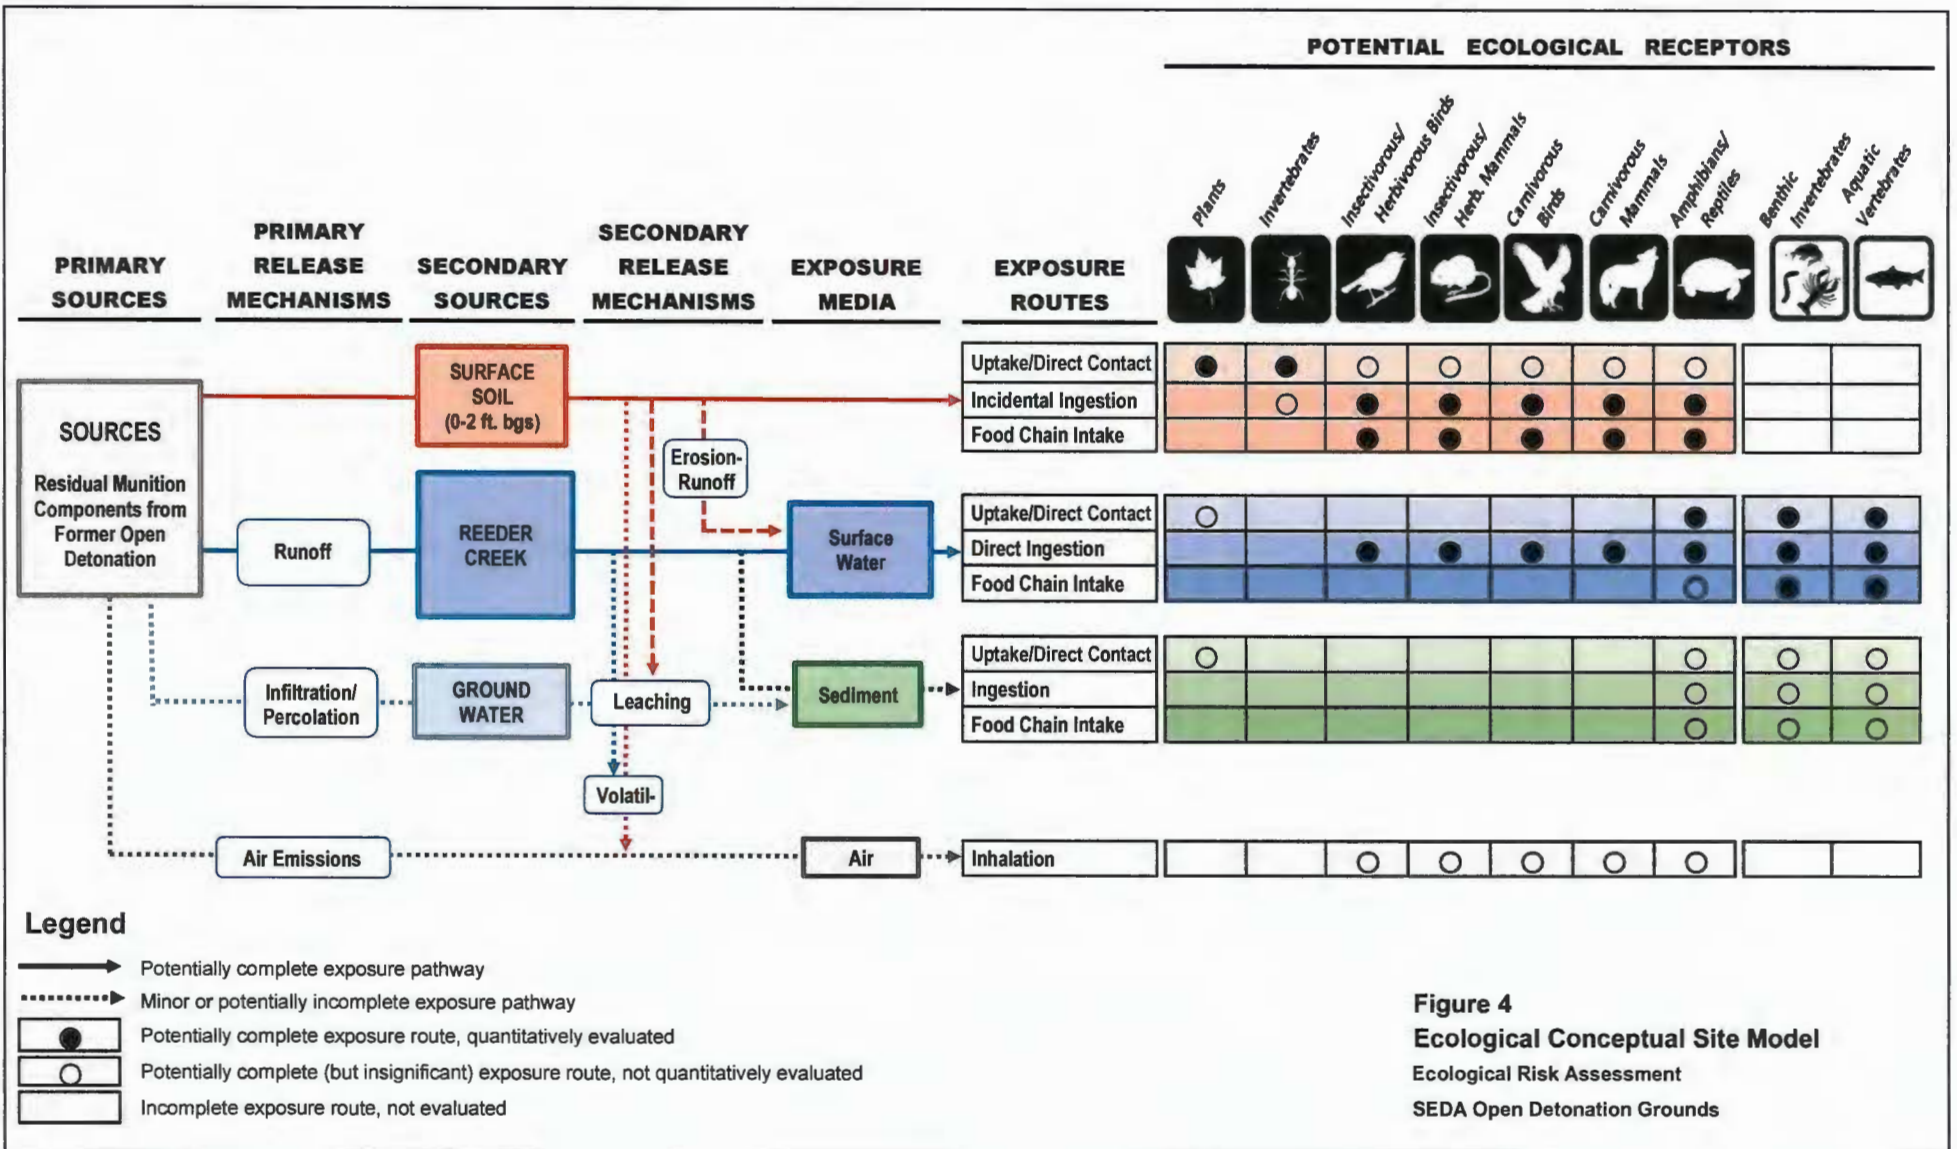 POTENTIAL ECOLOGICAL RECEPTORS
Plants
Invertebrates
Insectivorous/
Herbivorous Birds
Insectivorous/
Herb. Mammals
Carnivorous
Birds
Carnivorous
Mammals
Amphibians/
Reptiles
Benthic
Invertebrates
Aquatic
Vertebrates
PRIMARY
SOURCES
PRIMARY
RELEASE
MECHANISMS
SECONDARY
SOURCES
SECONDARY
RELEASE
MECHANISMS
EXPOSURE
MEDIA
EXPOSURE
ROUTES
SOURCES
Residual Munition
Components from
Former Open
Detonation
SURFACE
SOIL
(0-2 ft. bgs)
Erosion-
Runoff
Uptake/Direct Contact
Incidental Ingestion
Food Chain Intake
Runoff
REEDER
CREEK
Surface
Water
Uptake/Direct Contact
Direct Ingestion
Food Chain Intake
Infiltration/
Percolation
GROUND
WATER
Leaching
Sediment
Uptake/Direct Contact
Ingestion
Food Chain Intake
Volatil-
Air Emissions
Air
Inhalation
Legend
Potentially complete exposure pathway
Minor or potentially incomplete exposure pathway
Potentially complete exposure route, quantitatively evaluated
Potentially complete (but insignificant) exposure route, not quantitatively evaluated
Incomplete exposure route, not evaluated
Figure 4
Ecological Conceptual Site Model
Ecological Risk Assessment
SEDA Open Detonation Grounds